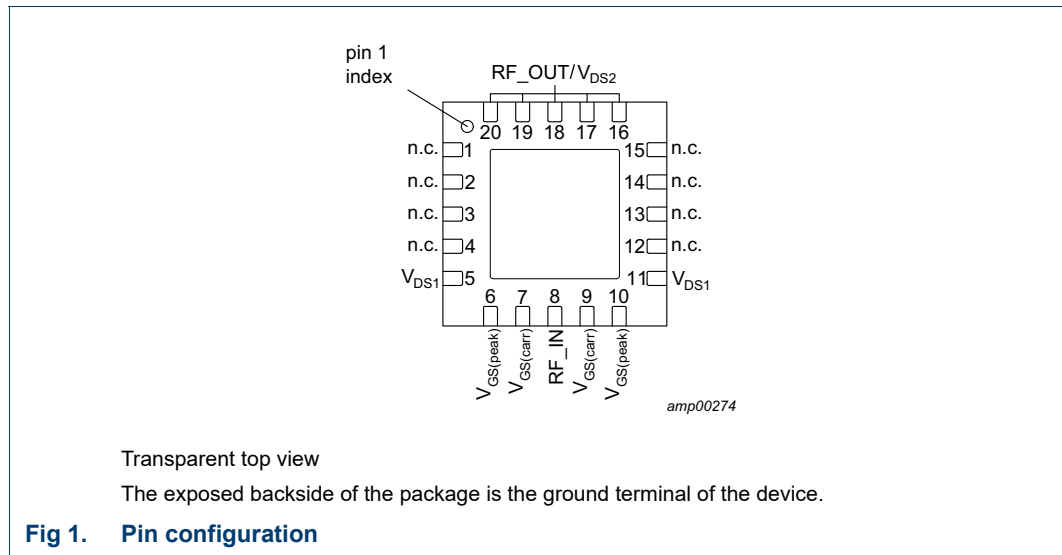 pin 1
index
RF_OUT/VDS2
20 19 18 17 16
n.c. 1 15 n.c.
n.c. 2 14 n.c.
n.c. 3 13 n.c.
n.c. 4 12 n.c.
VDS1 5 11 VDS1
6 7 8 9 10
VGS(peak)
VGS(carr)
RF_IN
VGS(carr)
VGS(peak)
amp00274
Transparent top view
The exposed backside of the package is the ground terminal of the device.
Fig 1. Pin configuration